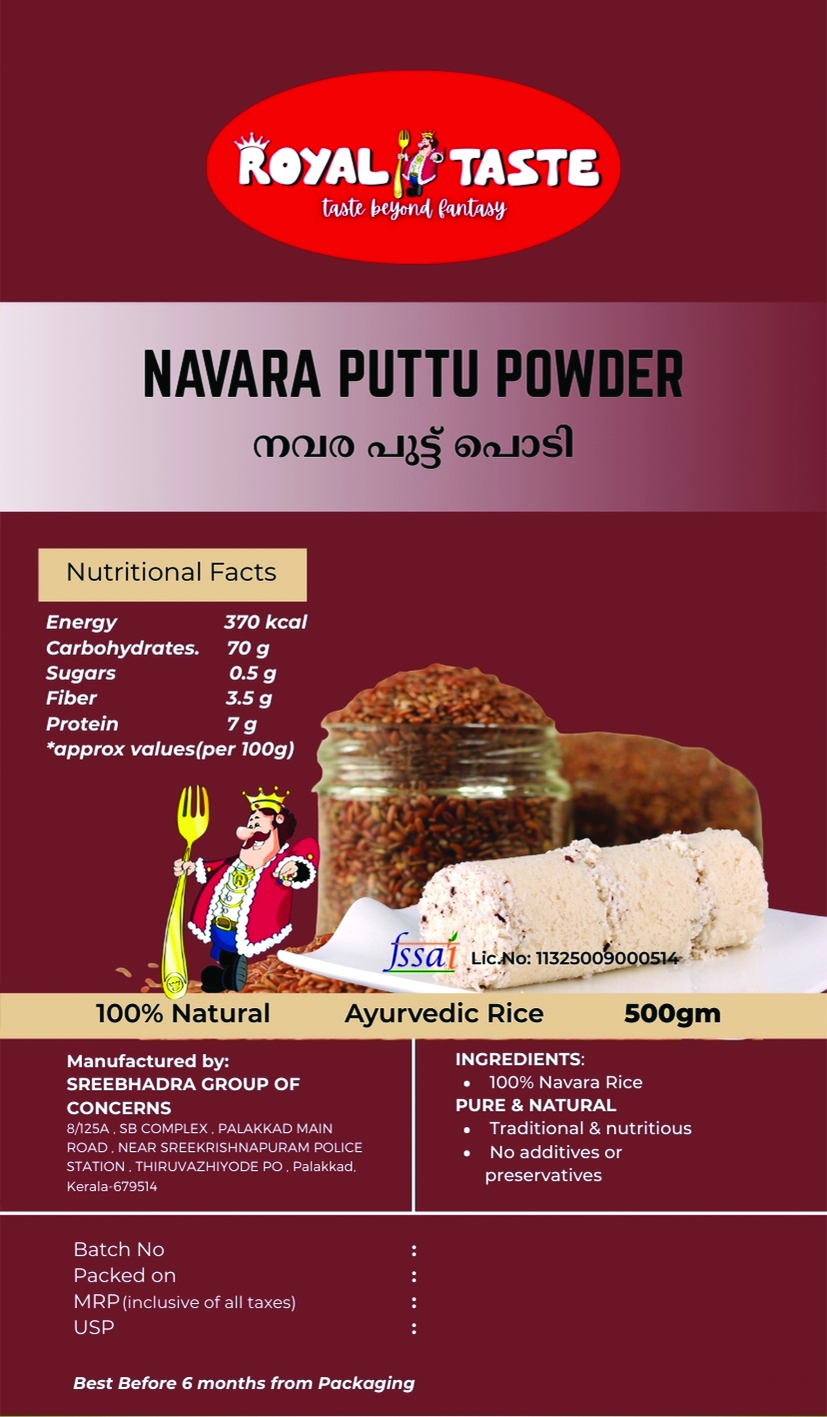 ROYAL TASTE
taste beyond fantasy
NAVARA PUTTU POWDER
നവര പുട്ട് പൊടി
Nutritional Facts
Energy 370 kcal
Carbohydrates. 70 g
Sugars 0.5 g
Fiber 3.5 g
Protein 7 g
*approx values(per 100g)
fssai Lic.No: 11325009000514
100% Natural Ayurvedic Rice 500gm
Manufactured by:
SREEBHADRA GROUP OF
CONCERNS
8/125A , SB COMPLEX , PALAKKAD MAIN
ROAD , NEAR SREEKRISHNAPURAM POLICE
STATION , THIRUVAZHIYODE PO , Palakkad,
Kerala-679514
INGREDIENTS:
• 100% Navara Rice
PURE & NATURAL
• Traditional & nutritious
• No additives or
preservatives
Batch No :
Packed on :
MRP(inclusive of all taxes) :
USP :
Best Before 6 months from Packaging